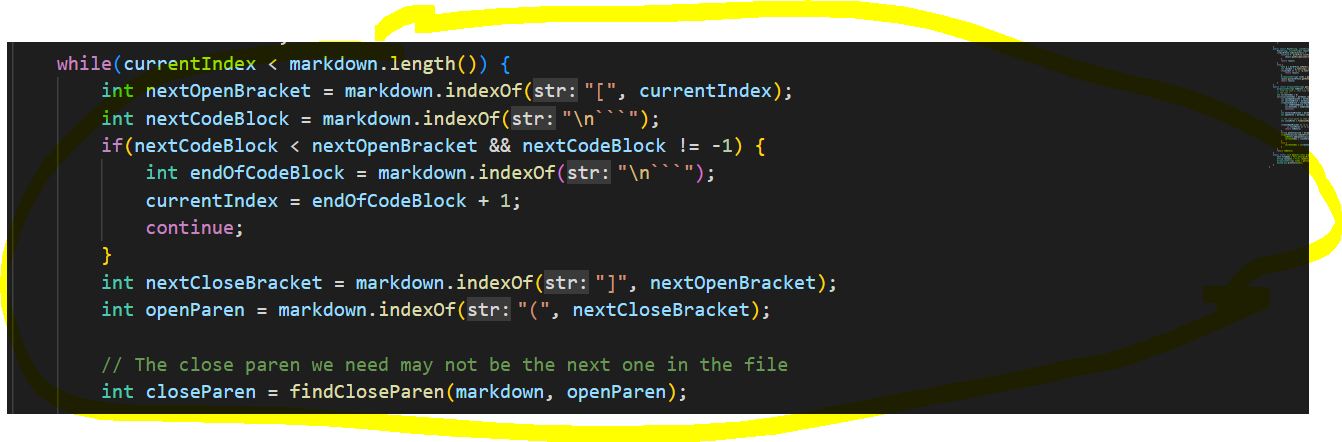 while(currentIndex < markdown.length()) {
int nextOpenBracket = markdown.indexOf(str: "[", currentIndex);
int nextCodeBlock = markdown.indexOf(str: "\n```");
if(nextCodeBlock < nextOpenBracket && nextCodeBlock != -1) {
int endOfCodeBlock = markdown.indexOf(str: "\n```");
currentIndex = endOfCodeBlock + 1;
continue;
}
int nextCloseBracket = markdown.indexOf(str: "]", nextOpenBracket);
int openParen = markdown.indexOf(str: "(", nextCloseBracket);
// The close paren we need may not be the next one in the file
int closeParen = findCloseParen(markdown, openParen);